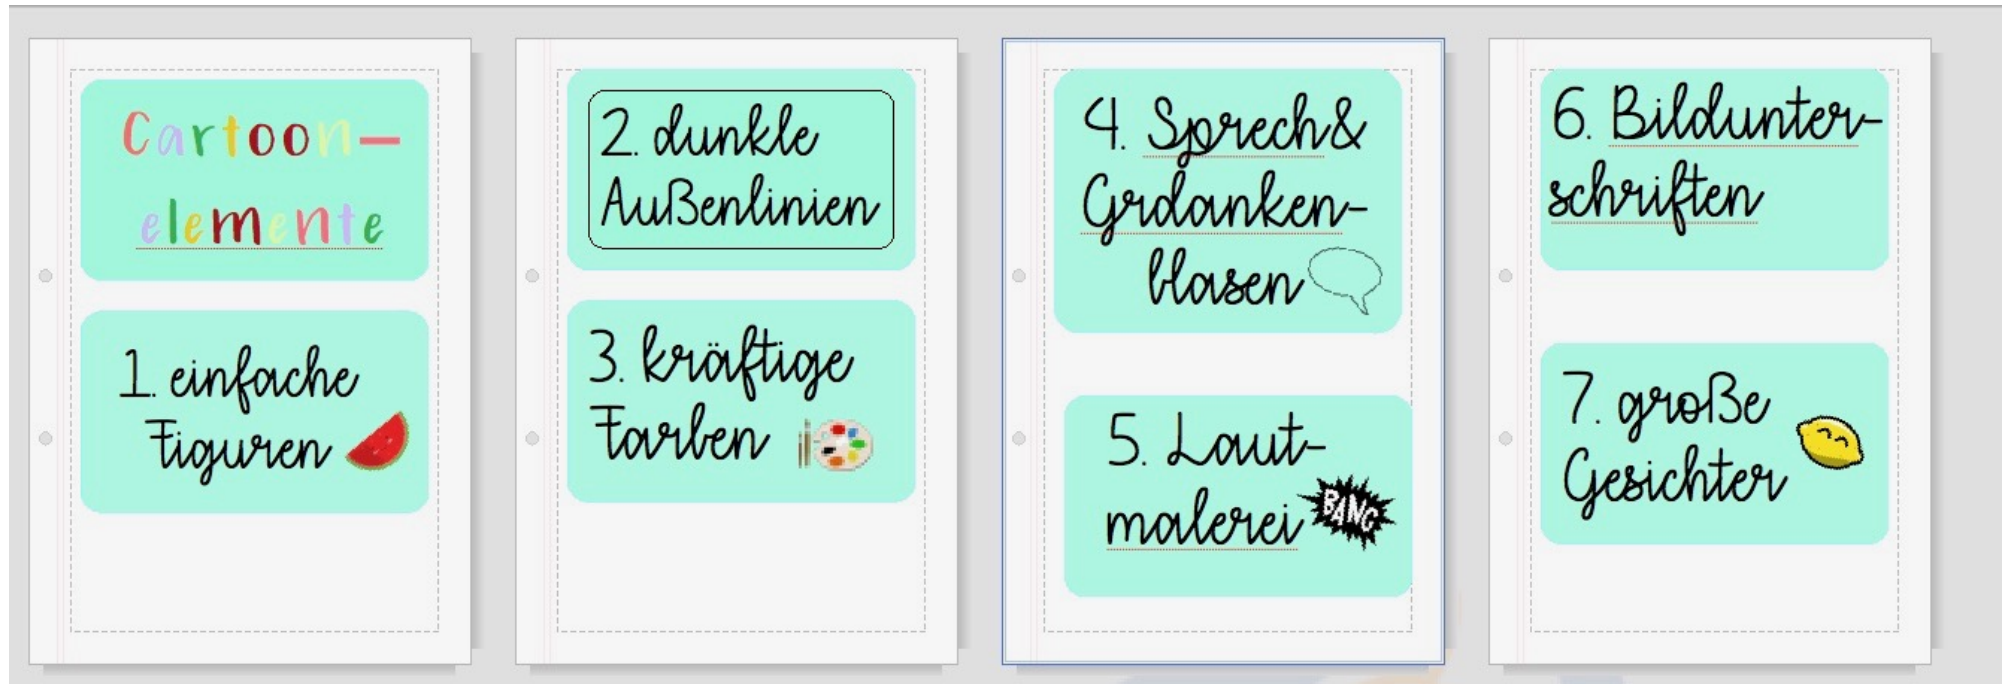 Cartoon-
elemente
1. einfache
Figuren
2. dunkle
Außenlinien
3. kräftige
Farben
4. Sprech&
Grdanken-
blasen
5. Laut-
malerei
BANG
6. Bildunter-
schriften
7. große
Gesichter